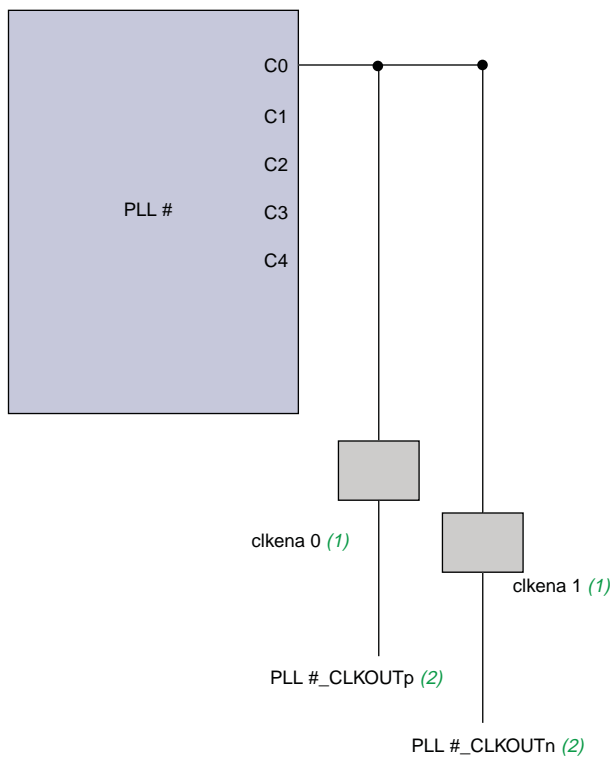 C0
C1
C2
PLL #
C3
C4
clkena 0 (1)
clkena 1 (1)
PLL #_CLKOUTp (2)
PLL #_CLKOUTn (2)